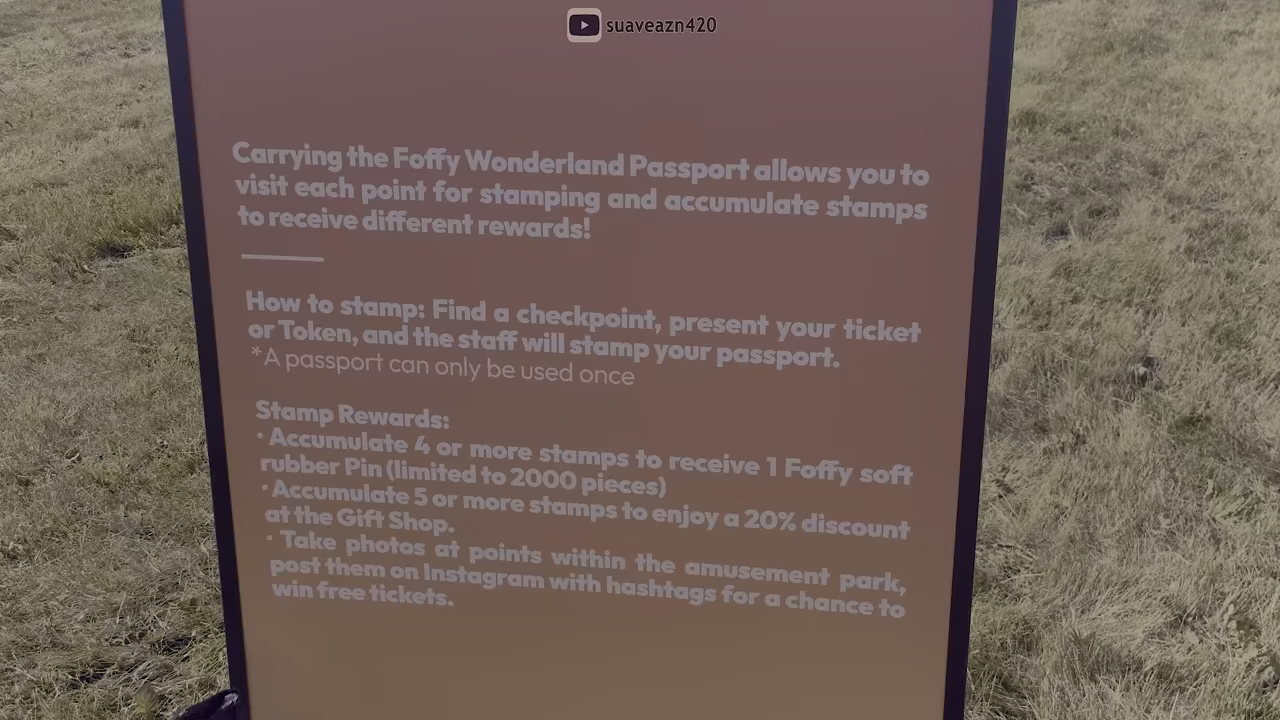 suaveazn420
Carrying the Foffy Wonderland Passport allows you to
visit each point for stamping and accumulate stamps
to receive different rewards!
How to stamp: Find a checkpoint, present your ticket
or Token, and the staff will stamp your passport.
*A passport can only be used once
Stamp Rewards:
· Accumulate 4 or more stamps to receive 1 Foffy soft
rubber Pin (limited to 2000 pieces)
· Accumulate 5 or more stamps to enjoy a 20% discount
at the Gift Shop.
· Take photos at points within the amusement park,
post them on Instagram with hashtags for a chance to
win free tickets.